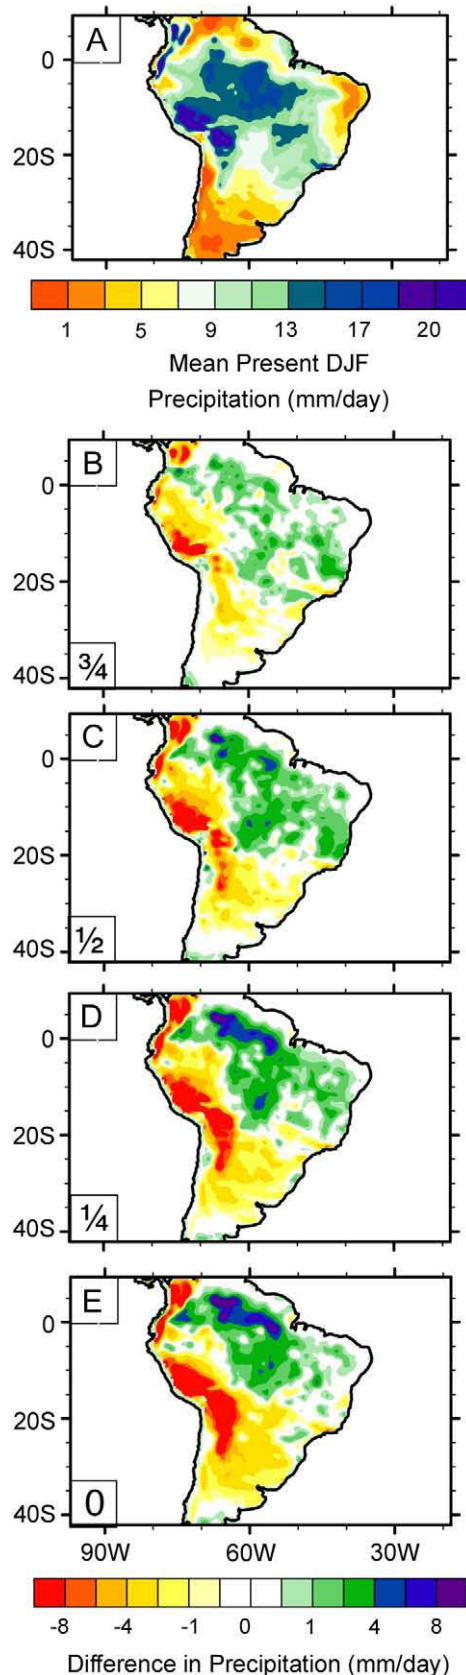 A
0
20S
40S
1 5 9 13 17 20
Mean Present DJF
Precipitation (mm/day)
B
0
20S
40S
¾
C
0
20S
40S
½
D
0
20S
40S
¼
E
0
20S
40S
0
90W 60W 30W
-8 -4 -1 0 1 4 8
Difference in Precipitation (mm/day)